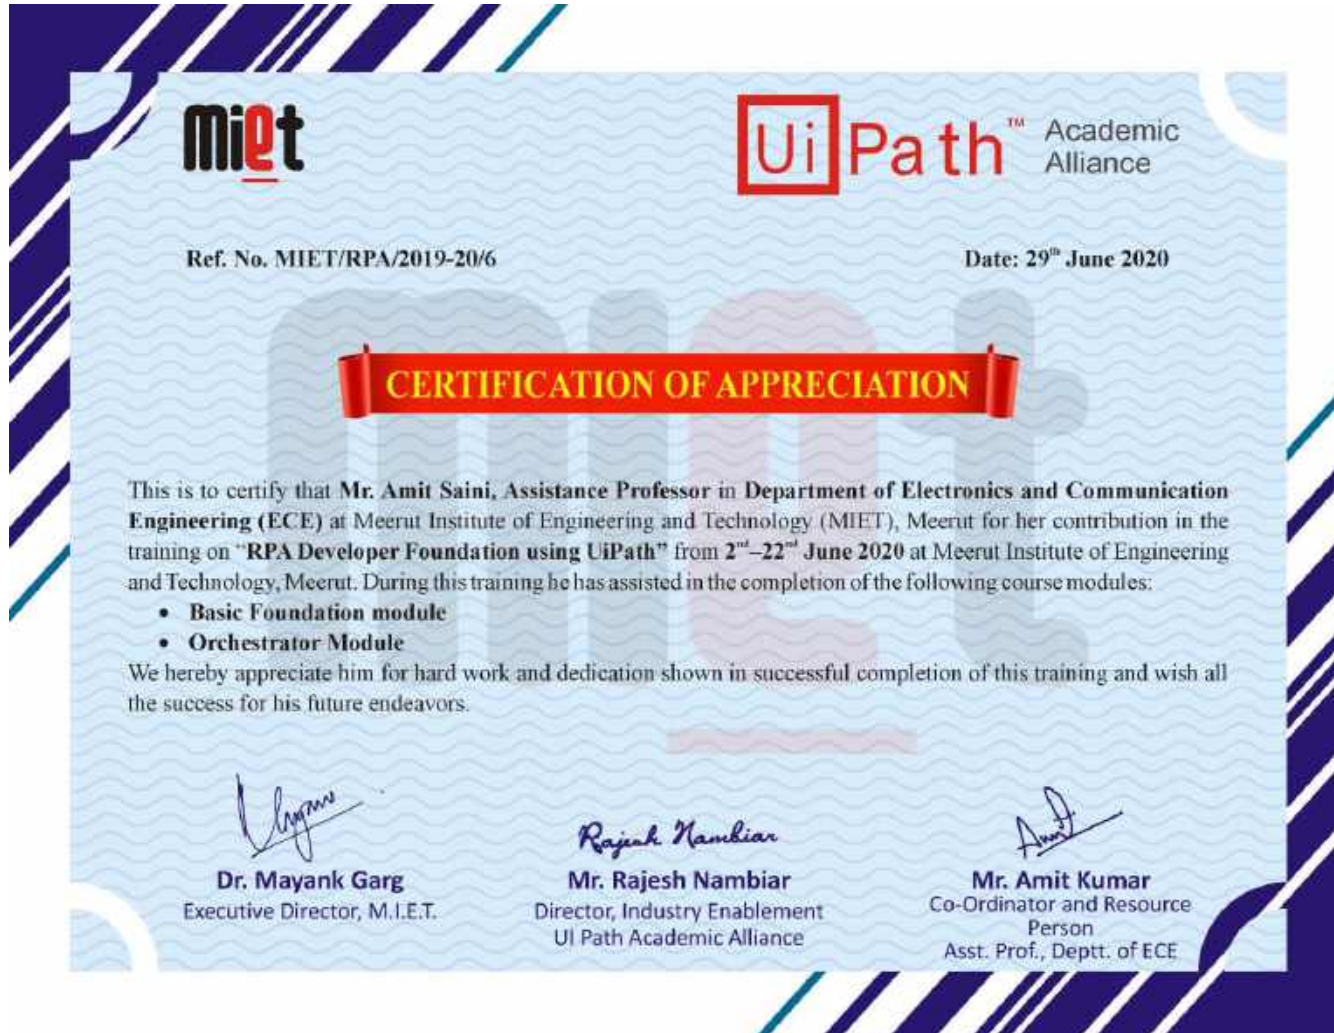 miet
UiPath™ Academic Alliance
Ref. No. MIET/RPA/2019-20/6
Date: 29th June 2020
CERTIFICATION OF APPRECIATION
This is to certify that Mr. Amit Saini, Assistance Professor in Department of Electronics and Communication
Engineering (ECE) at Meerut Institute of Engineering and Technology (MIET), Meerut for her contribution in the
training on “RPA Developer Foundation using UiPath” from 2nd–22nd June 2020 at Meerut Institute of Engineering
and Technology, Meerut. During this training he has assisted in the completion of the following course modules:
• Basic Foundation module
• Orchestrator Module
We hereby appreciate him for hard work and dedication shown in successful completion of this training and wish all
the success for his future endeavors.
Rajesh Nambiar
Dr. Mayank Garg
Executive Director, M.I.E.T.
Mr. Rajesh Nambiar
Director, Industry Enablement
UI Path Academic Alliance
Mr. Amit Kumar
Co-Ordinator and Resource
Person
Asst. Prof., Deptt. of ECE